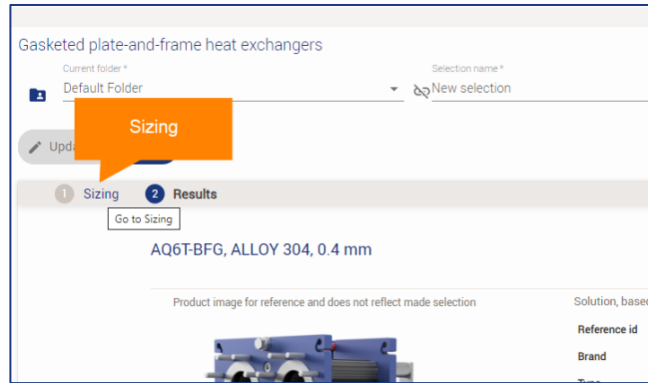 Gasketed plate-and-frame heat exchangers
Current folder *
Selection name *
Default Folder
New selection
Sizing
1 Sizing 2 Results
Go to Sizing
AQ6T-BFG, ALLOY 304, 0.4 mm
Product image for reference and does not reflect made selection
Solution, based
Reference id
Brand